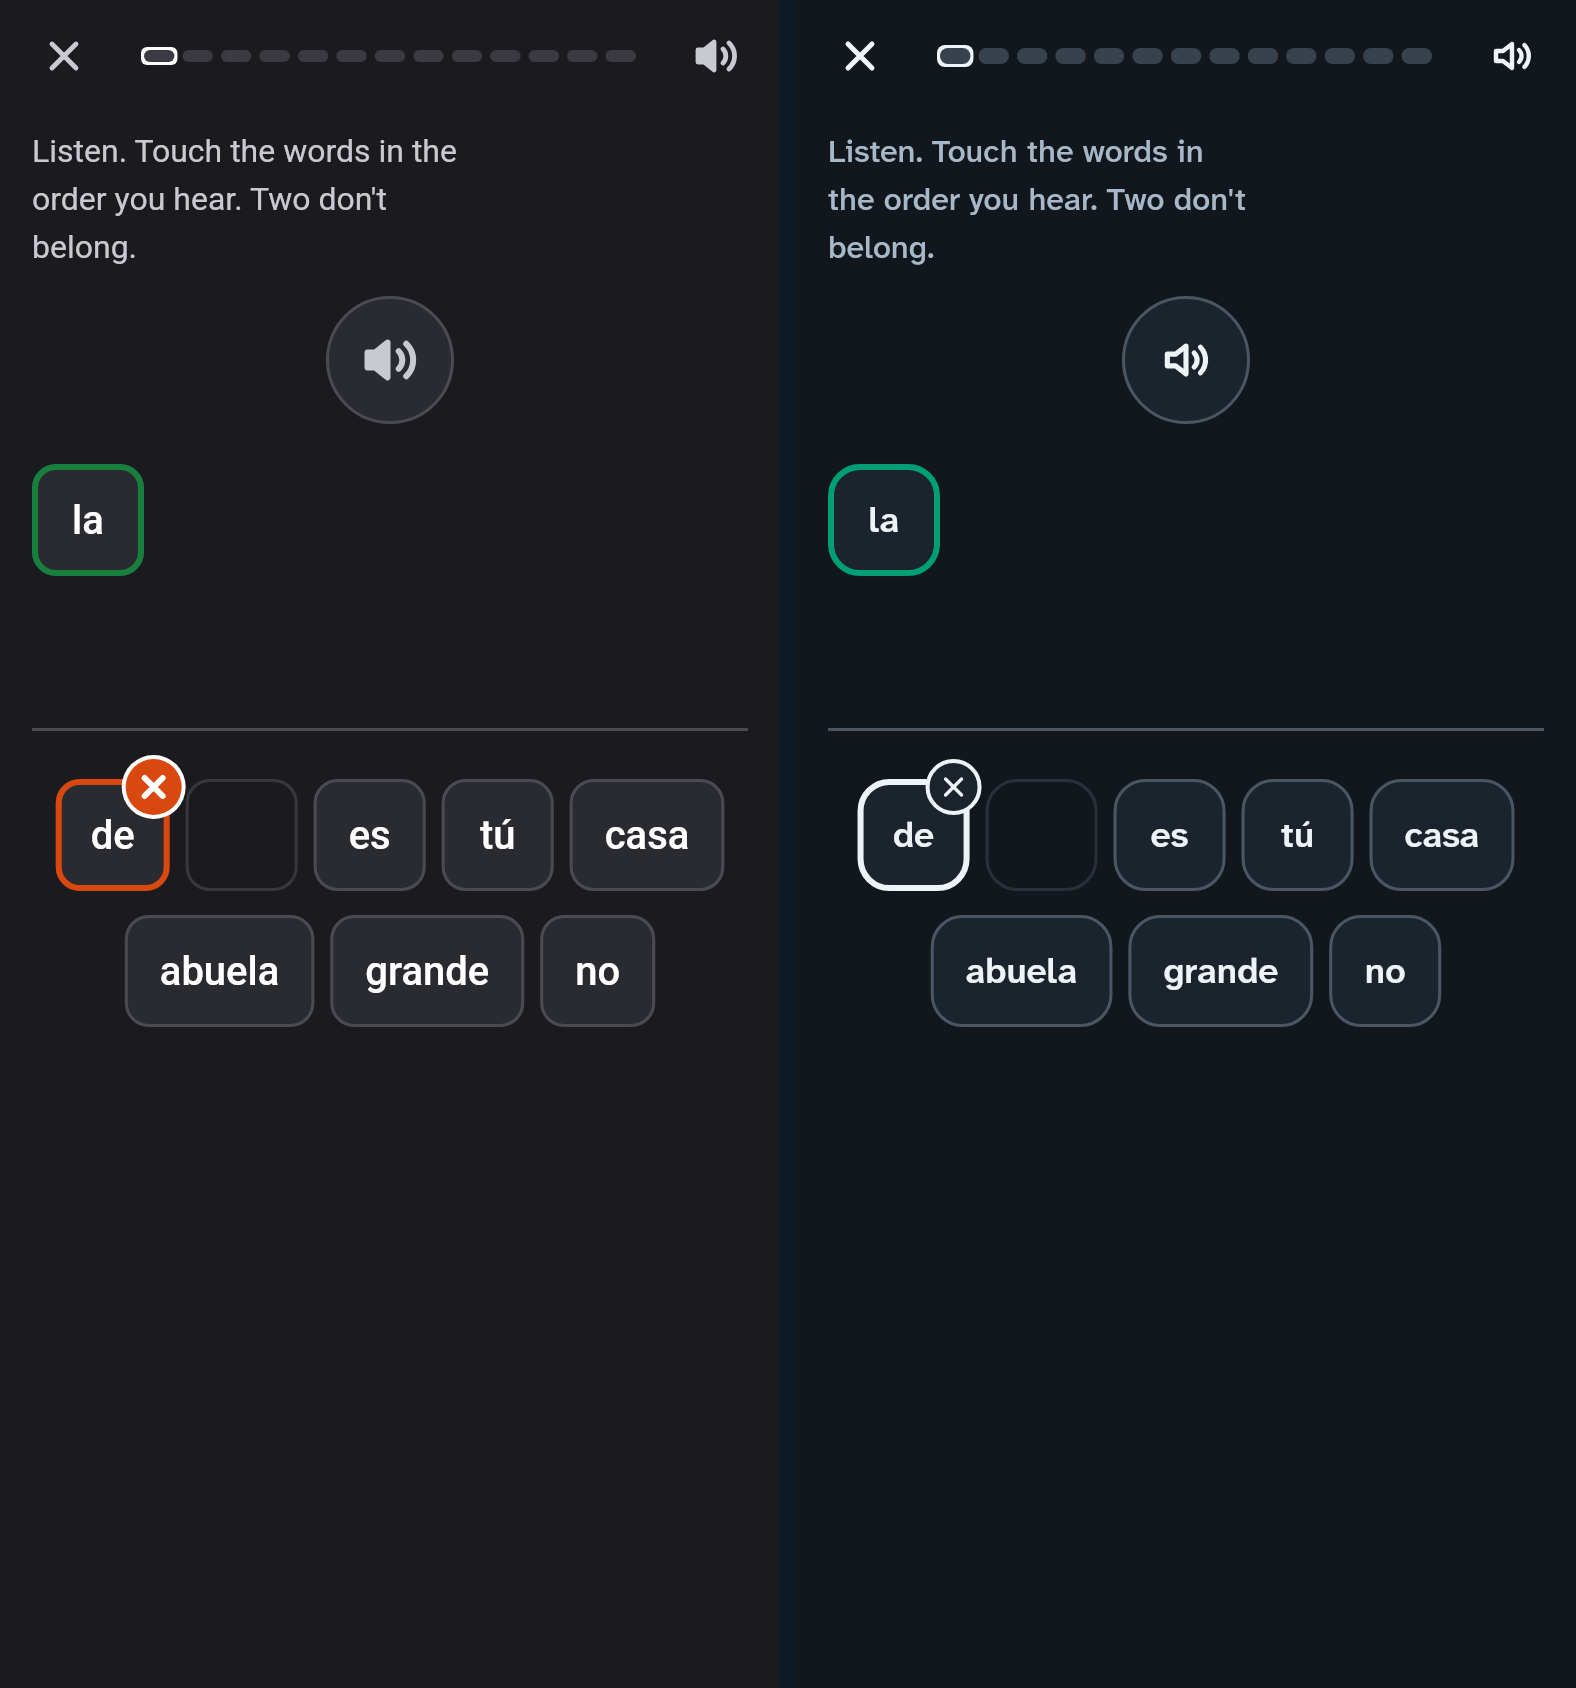 Listen. Touch the words in the
order you hear. Two don't
belong.
la
de es tú casa
abuela grande no
Listen. Touch the words in
the order you hear. Two don't
belong.
la
de es tú casa
abuela grande no